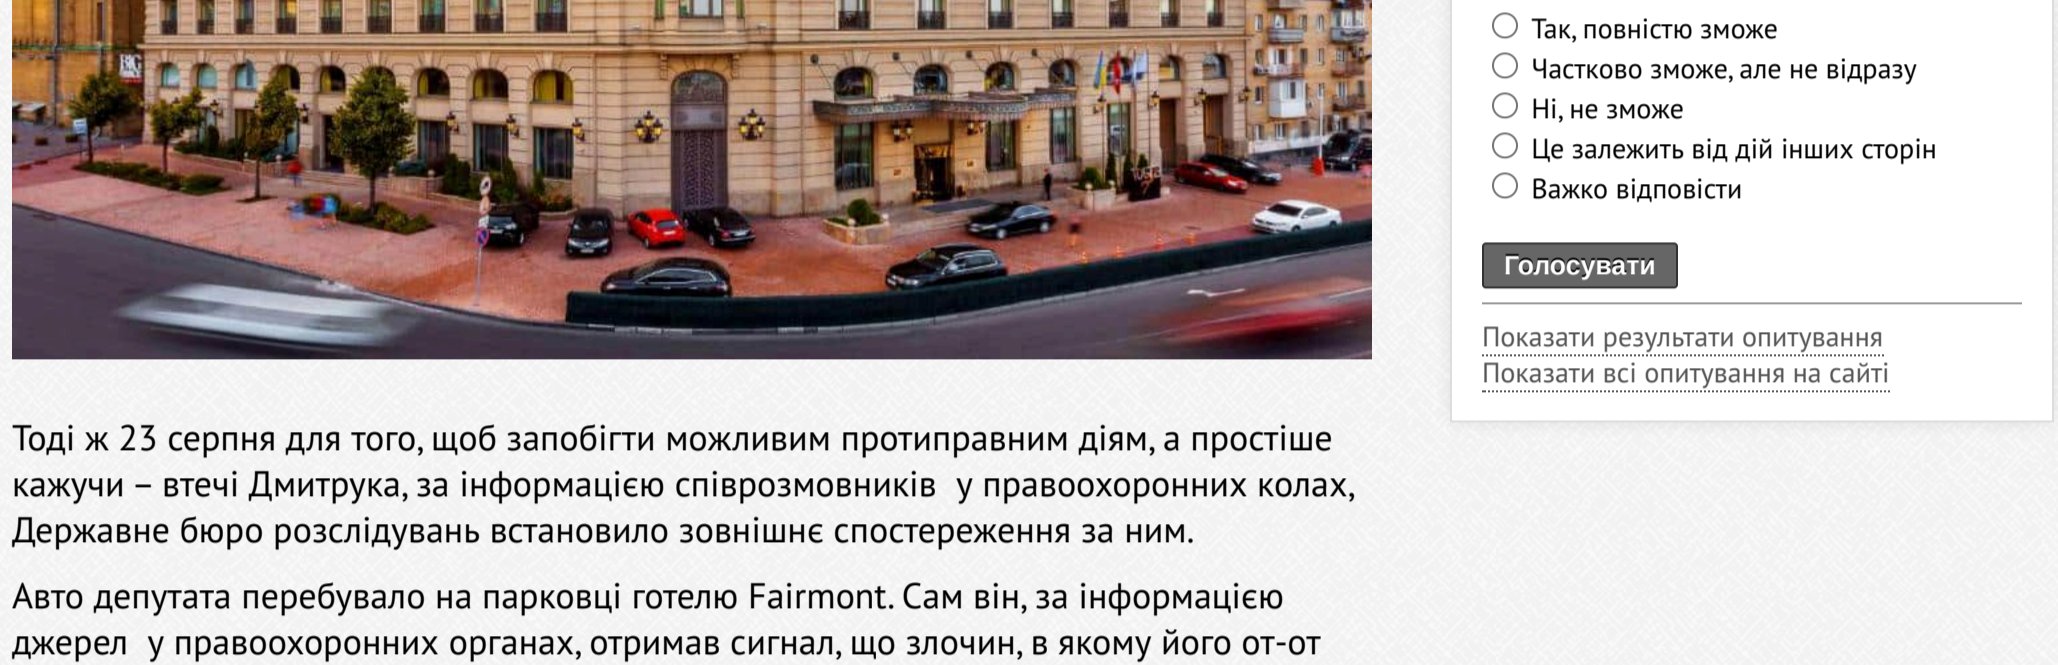 BIG
Тоді ж 23 серпня для того, щоб запобігти можливим протиправним діям, а простіше
кажучи – втечі Дмитрука, за інформацією співрозмовників у правоохоронних колах,
Державне бюро розслідувань встановило зовнішнє спостереження за ним.
Авто депутата перебувало на парковці готелю Fairmont. Сам він, за інформацією
джерел у правоохоронних органах, отримав сигнал, що злочин, в якому його от-от
Так, повністю зможе
Частково зможе, але не відразу
Ні, не зможе
Це залежить від дій інших сторін
Важко відповісти
Голосувати
Показати результати опитування
Показати всі опитування на сайті